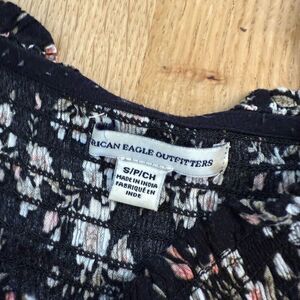 RICAN EAGLE OUTFITTERS
S/P/CH
MADE IN INDIA
FABRIQUÉ EN
INDE